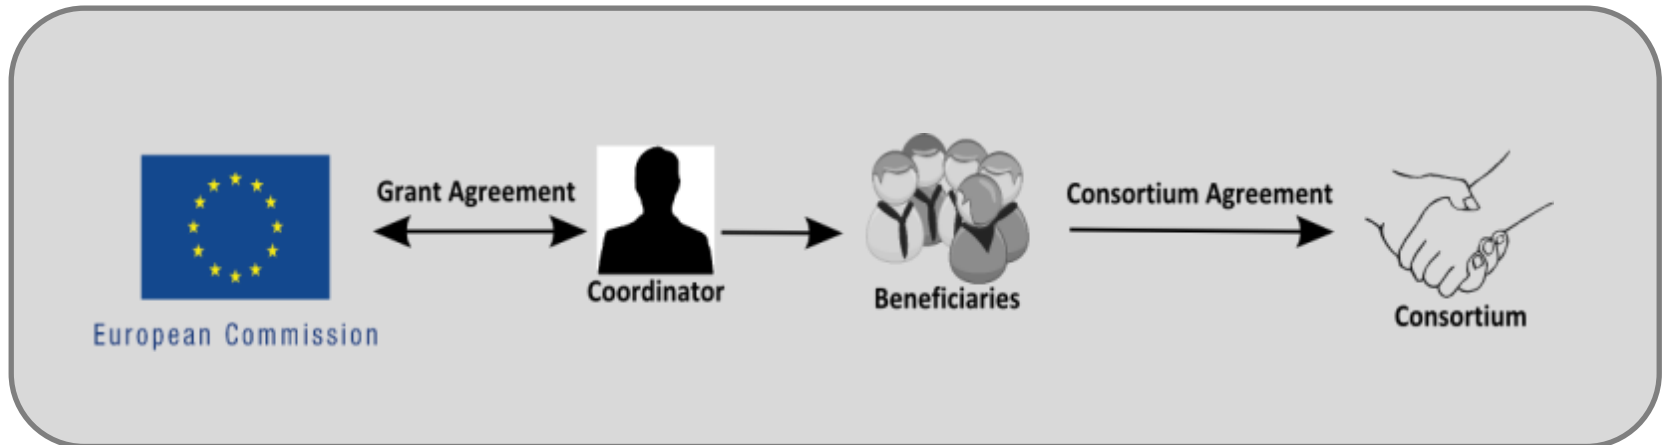 Grant Agreement
Consortium Agreement
Coordinator
Beneficiaries
Consortium
European Commission